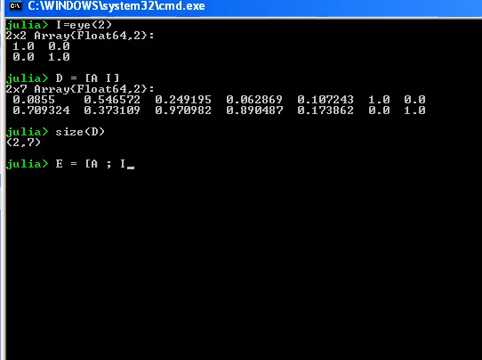 C:\WINDOWS\system32\cmd.exe
julia> I=eye(2)
2x2 Array(Float64,2):
1.0 0.0
0.0 1.0
julia> D = [A I]
2x7 Array(Float64,2):
0.0855 0.546572 0.249195 0.062869 0.107243 1.0 0.0
0.709324 0.373109 0.970982 0.890487 0.173862 0.0 1.0
julia> size(D)
(2,7)
julia> E = [A ; I_